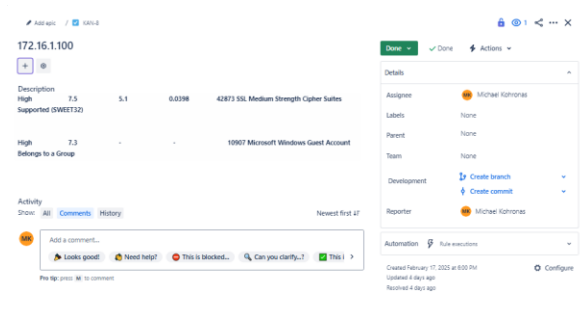 Add epic / KAN-8
1
172.16.1.100
Done
Done
Actions
Details
Description
High 7.5 5.1 0.0398 42873 SSL Medium Strength Cipher Suites
Supported (SWEET32)
High 7.3 - - 10907 Microsoft Windows Guest Account
Belongs to a Group
Assignee MK Michael Kohronas
Labels None
Parent None
Team None
Development Create branch
Create commit
Reporter MK Michael Kohronas
Activity
Show: All Comments History Newest first
MK Add a comment...
Looks good! Need help? This is blocked... Can you clarify...? This i
Pro tip: press M to comment
Automation Rule executions
Created February 17, 2025 at 8:00 PM
Updated 4 days ago
Resolved 4 days ago
Configure